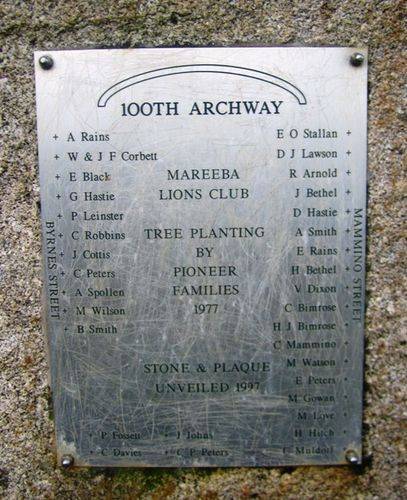 100TH ARCHWAY
+ A Rains
+ W & J F Corbett
+ E Black
+ G Hastie
+ P Leinster
+ C Robbins
+ J Cottis
+ C Peters
+ A Spollen
+ M Wilson
+ B Smith
BYRNES STREET
MAREEBA
LIONS CLUB
TREE PLANTING
BY
PIONEER
FAMILIES
1977
STONE & PLAQUE
UNVEILED 1997
E O Stallan +
D J Lawson +
R Arnold +
J Bethel +
D Hastie +
A Smith +
E Rains +
H Bethel +
V Dixon +
C Bimrose +
H J Bimrose +
C Mammino +
M Watson +
E Peters +
M Gowan +
M Love +
H Hitch +
Muldorf +
MAMMINO STREET
+ P Fossett + J Johns
+ C Davies + C P Peters